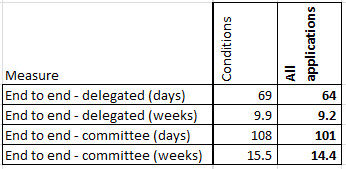 Measure Conditions All applications
End to end - delegated (days) 69 64
End to end - delegated (weeks) 9.9 9.2
End to end - committee (days) 108 101
End to end - committee (weeks) 15.5 14.4